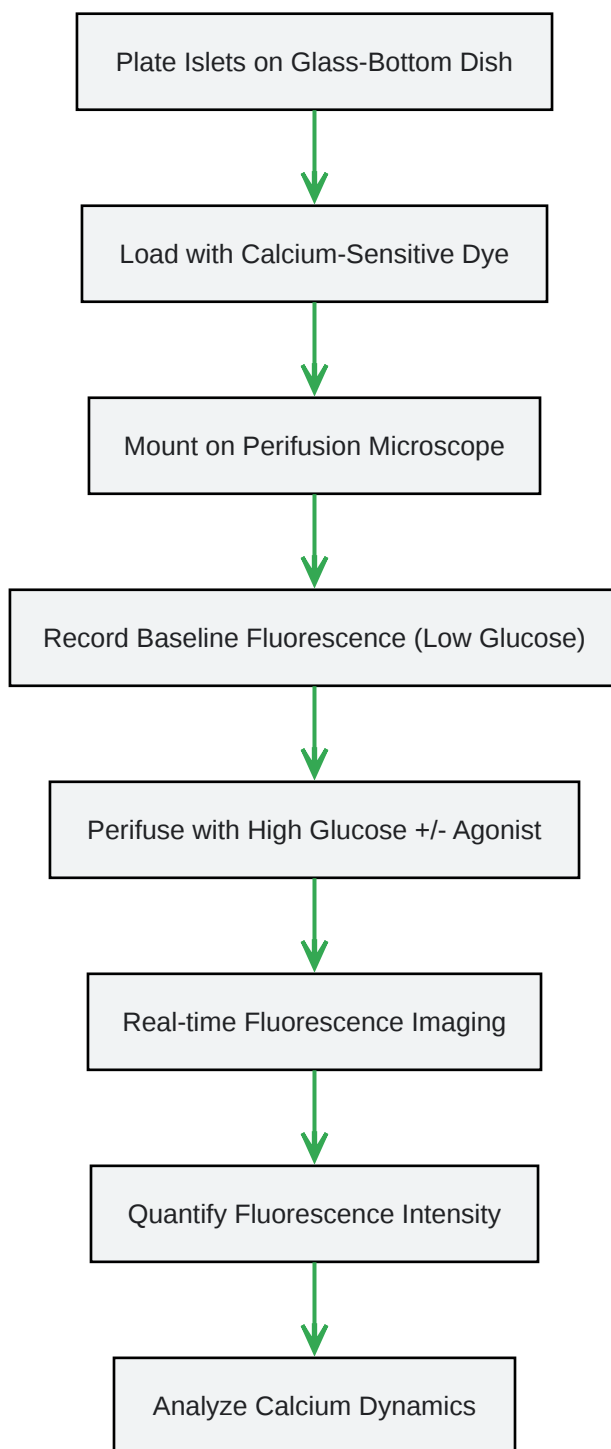 Plate Islets on Glass-Bottom Dish
Load with Calcium-Sensitive Dye
Mount on Perifusion Microscope
Record Baseline Fluorescence (Low Glucose)
Perifuse with High Glucose +/- Agonist
Real-time Fluorescence Imaging
Quantify Fluorescence Intensity
Analyze Calcium Dynamics